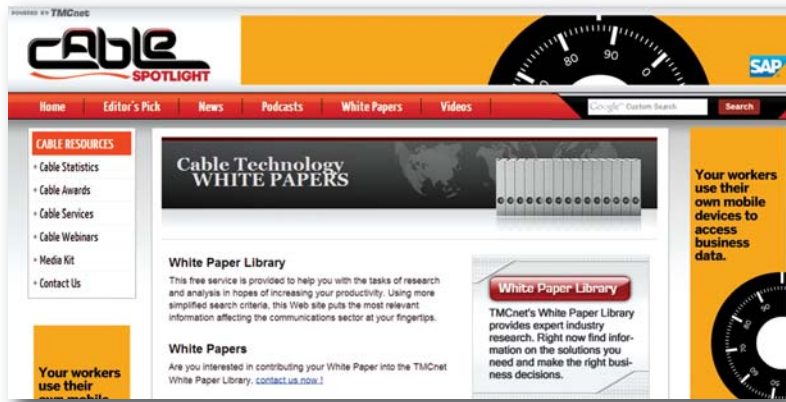 POWERED BY TMCnet
cABle
SPOTLIGHT
80
90
0
SAP
Home
Editor's Pick
News
Podcasts
White Papers
Videos
Google™ Custom Search
Search
CABLE RESOURCES
Cable Statistics
Cable Awards
Cable Services
Cable Webinars
Media Kit
Contact Us
Cable Technology
WHITE PAPERS
White Paper Library
This free service is provided to help you with the tasks of research
and analysis in hopes of increasing your productivity. Using more
simplified search criteria, this Web site puts the most relevant
information affecting the communications sector at your fingertips.
White Papers
Are you interested in contributing your White Paper into the TMCnet
White Paper Library, contact us now !
White Paper Library
TMCnet's White Paper Library
provides expert industry
research. Right now find infor-
mation on the solutions you
need and make the right busi-
ness decisions.
Your workers
use their
own mobile
devices to
access
business
data.
Your workers
use their
own mobile